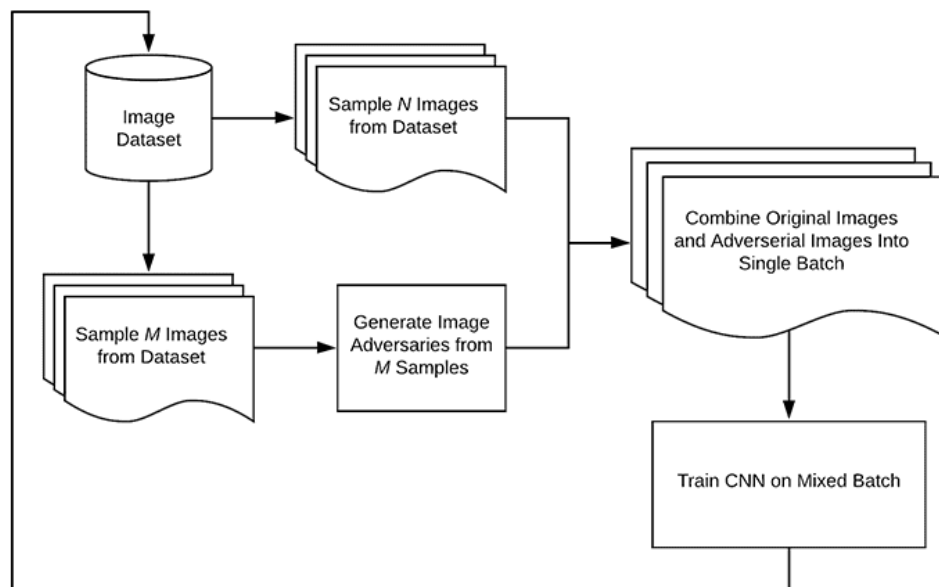 Image
Dataset
Sample N Images
from Dataset
Sample M Images
from Dataset
Generate Image
Adversaries from
M Samples
Combine Original Images
and Adverserial Images Into
Single Batch
Train CNN on Mixed Batch